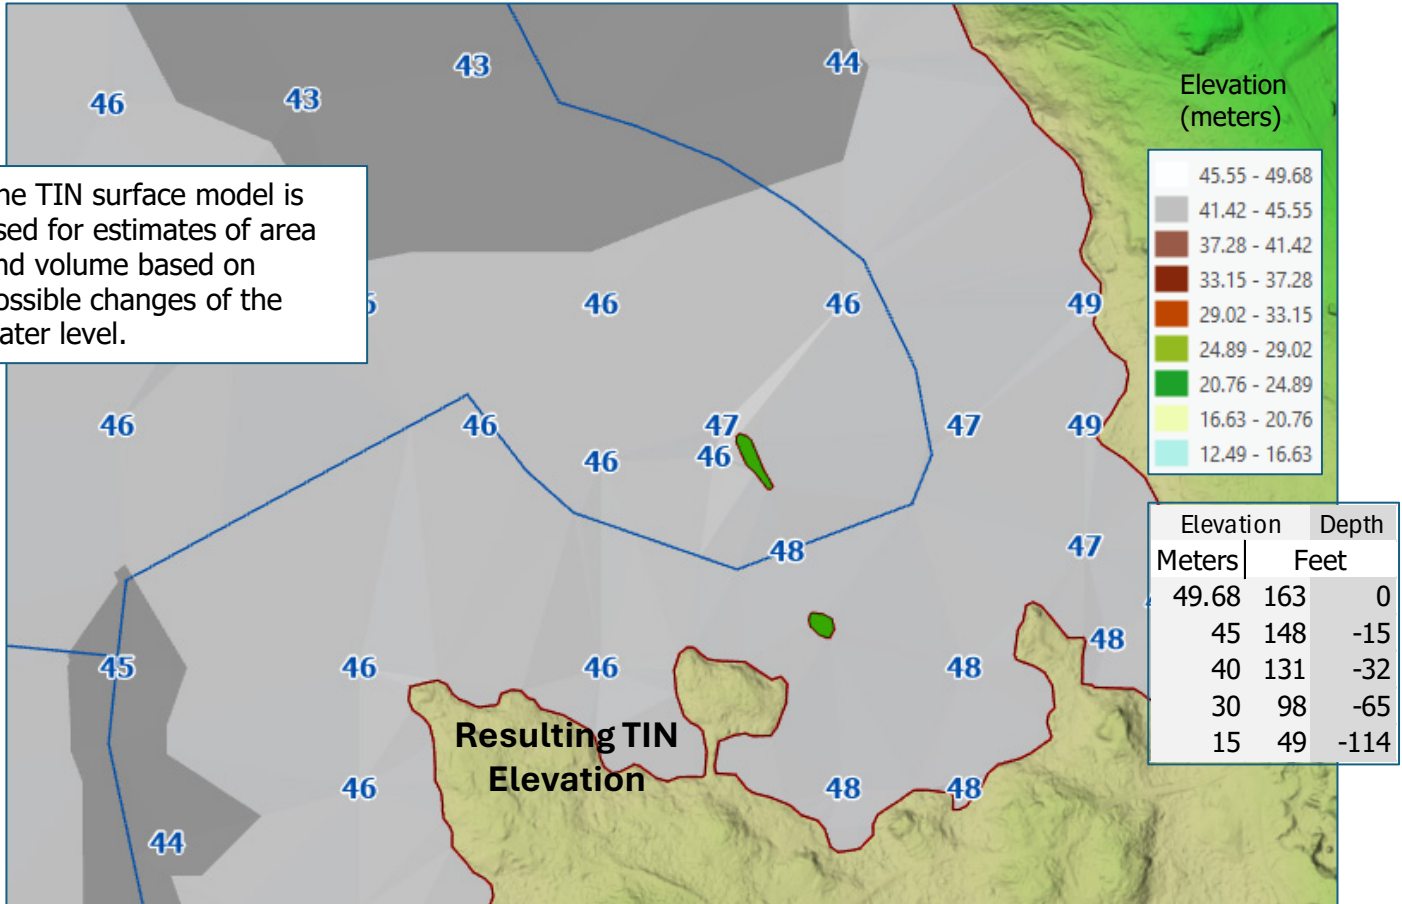 43
44
46
43
Elevation
(meters)
45.55 - 49.68
41.42 - 45.55
37.28 - 41.42
33.15 - 37.28
29.02 - 33.15
24.89 - 29.02
20.76 - 24.89
16.63 - 20.76
12.49 - 16.63
he TIN surface model is
sed for estimates of area
nd volume based on
ossible changes of the
ater level.
46
46
49
46
46
47
47
49
46
46
48
47
Elevation Depth
Meters Feet
49.68 163 0
45 148 -15
40 131 -32
30 98 -65
15 49 -114
48
45
46
46
48
Resulting TIN
Elevation
46
48
48
44